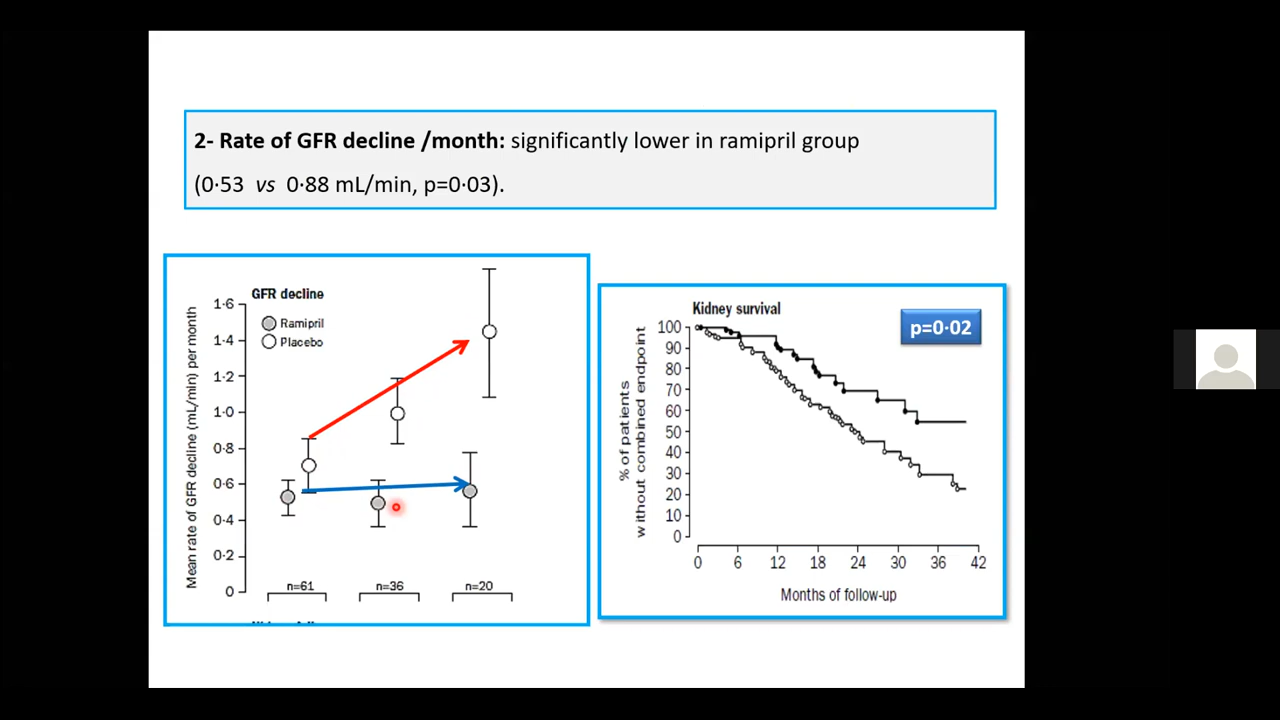 2- Rate of GFR decline /month: significantly lower in ramipril group
(0·53 vs 0·88 mL/min, p=0·03).
GFR decline
Ramipril
Placebo
Mean rate of GFR decline (mL/min) per month
1·6
1·4
1·2
1·0
0·8
0·6
0·4
0·2
0
n=61
n=36
n=20
Kidney survival
p=0·02
% of patients
without combined endpoint
100
90
80
70
60
50
40
30
20
10
0
0 6 12 18 24 30 36 42
Months of follow-up